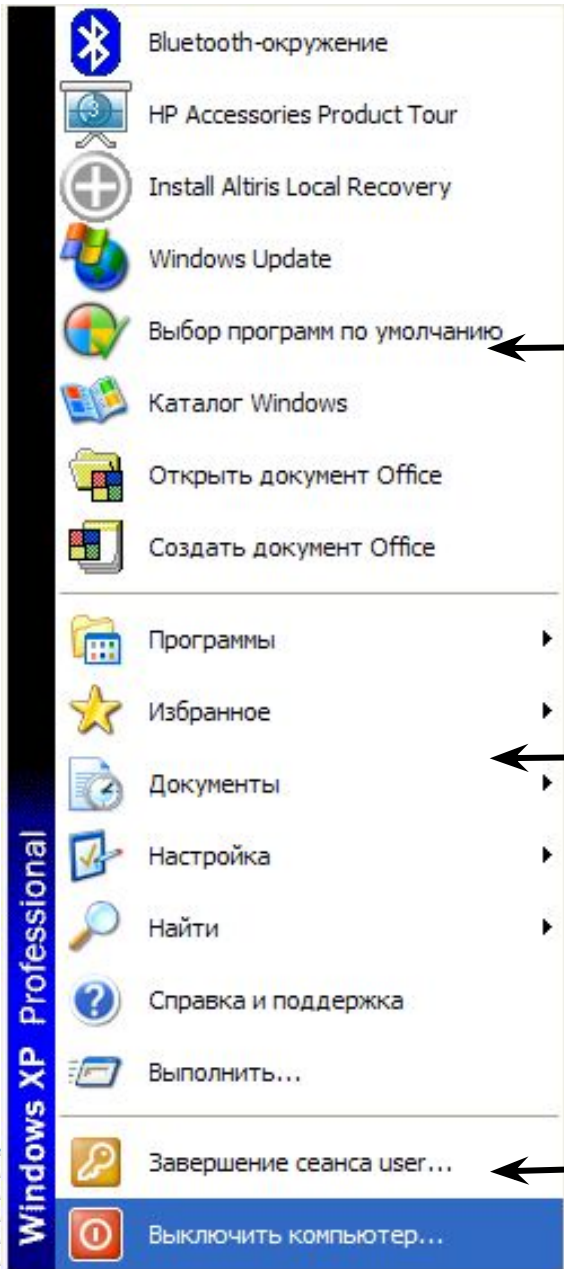 Bluetooth-окружение
HP Accessories Product Tour
Install Altiris Local Recovery
Windows Update
Выбор программ по умолчанию
Каталог Windows
Открыть документ Office
Создать документ Office
Программы
Избранное
Документы
Настройка
Найти
Справка и поддержка
Выполнить...
Завершение сеанса user...
Выключить компьютер...
Windows XP Professional